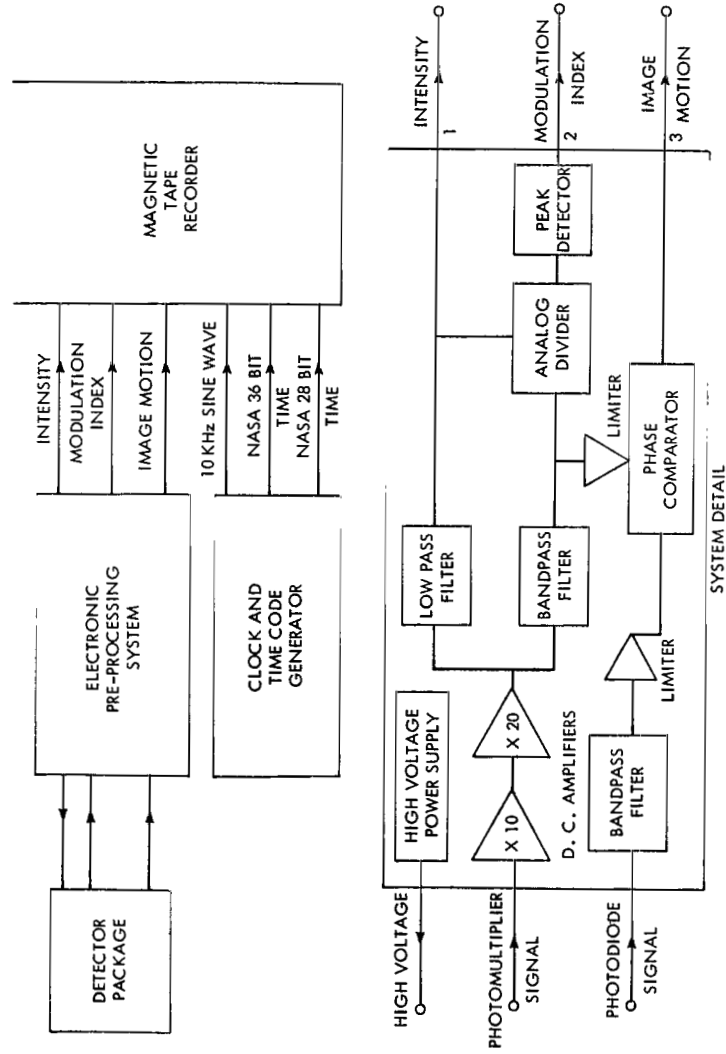 DETECTOR
PACKAGE
ELECTRONIC
PRE-PROCESSING
SYSTEM
INTENSITY
MODULATION
INDEX
IMAGE MOTION
MAGNETIC
TAPE
RECORDER
CLOCK AND
TIME CODE
GENERATOR
10 KHz SINE WAVE
NASA 36 BIT
TIME
NASA 28 BIT
TIME
HIGH VOLTAGE
HIGH VOLTAGE
POWER SUPPLY
PHOTOMULTIPLIER
SIGNAL
X 10
X 20
D. C. AMPLIFIERS
LOW PASS
FILTER
BANDPASS
FILTER
ANALOG
DIVIDER
PEAK
DETECTOR
INTENSITY
1
MODULATION
INDEX
2
PHOTODIODE
SIGNAL
BANDPASS
FILTER
LIMITER
LIMITER
PHASE
COMPARATOR
IMAGE
MOTION
3
SYSTEM DETAIL